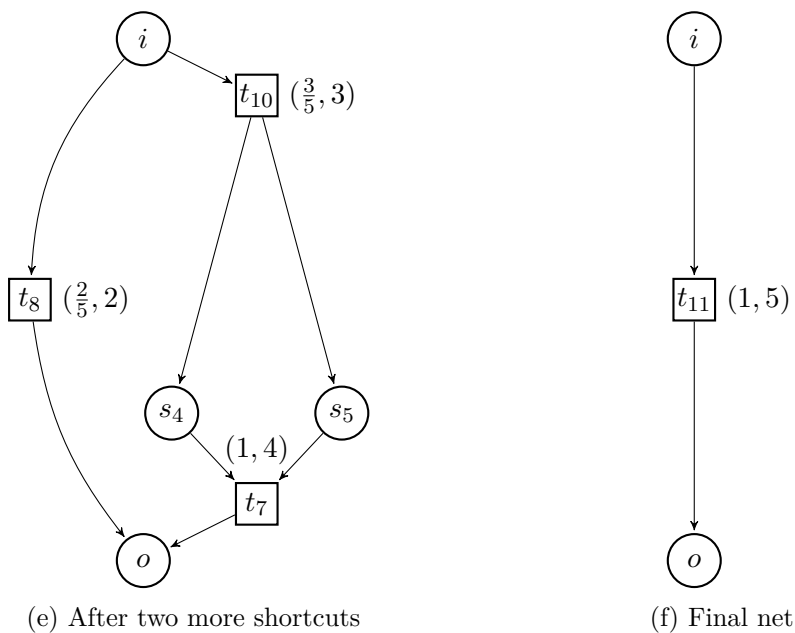 i
i
t₁₀ (3/5, 3)
t₈ (2/5, 2)
t₁₁ (1, 5)
s₄
s₅
(1, 4)
t₇
o
o
(e) After two more shortcuts
(f) Final net